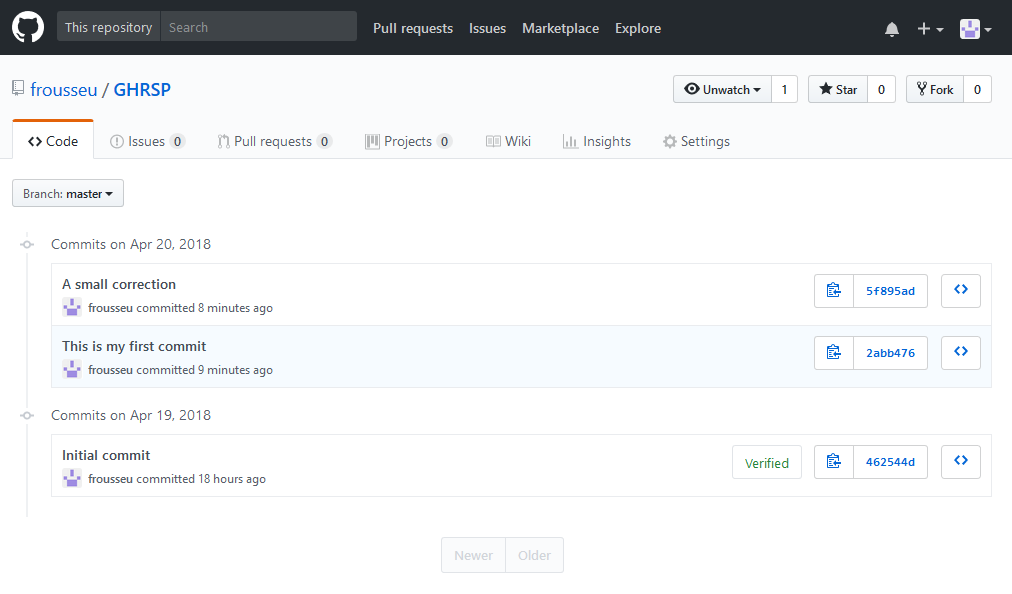 This repository Search Pull requests Issues Marketplace Explore
frousseu / GHRSP Unwatch 1 Star 0 Fork 0
Code Issues 0 Pull requests 0 Projects 0 Wiki Insights Settings
Branch: master
Commits on Apr 20, 2018
A small correction
frousseu committed 8 minutes ago
5f895ad
This is my first commit
frousseu committed 9 minutes ago
2abb476
Commits on Apr 19, 2018
Initial commit
frousseu committed 18 hours ago
Verified 462544d
Newer Older